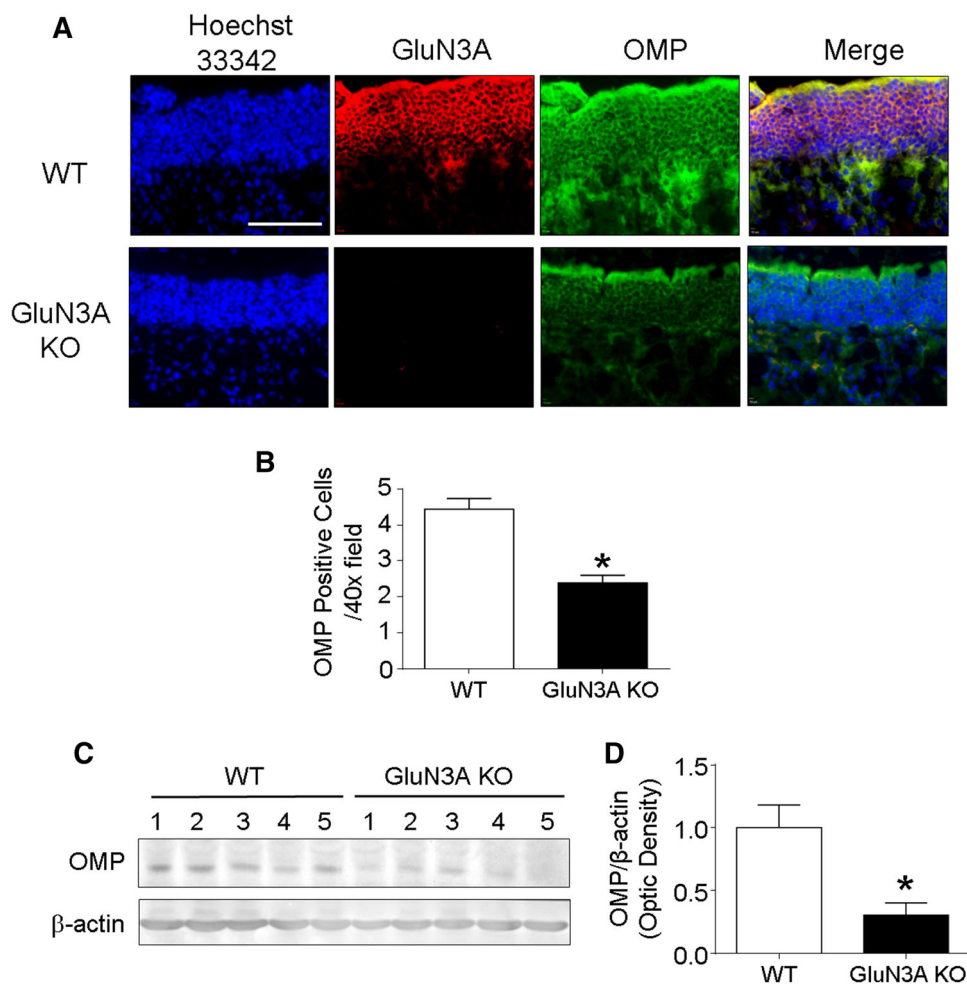 A
Hoechst
33342
GluN3A
OMP
Merge
WT
GluN3A
KO
B
OMP Positive Cells
/40x field
5
4
3
2
1
0
*
WT
GluN3A KO
C
WT
GluN3A KO
1 2 3 4 5 1 2 3 4 5
OMP
β-actin
D
OMP/β-actin
(Optic Density)
1.5
1.0
0.5
0.0
*
WT
GluN3A KO